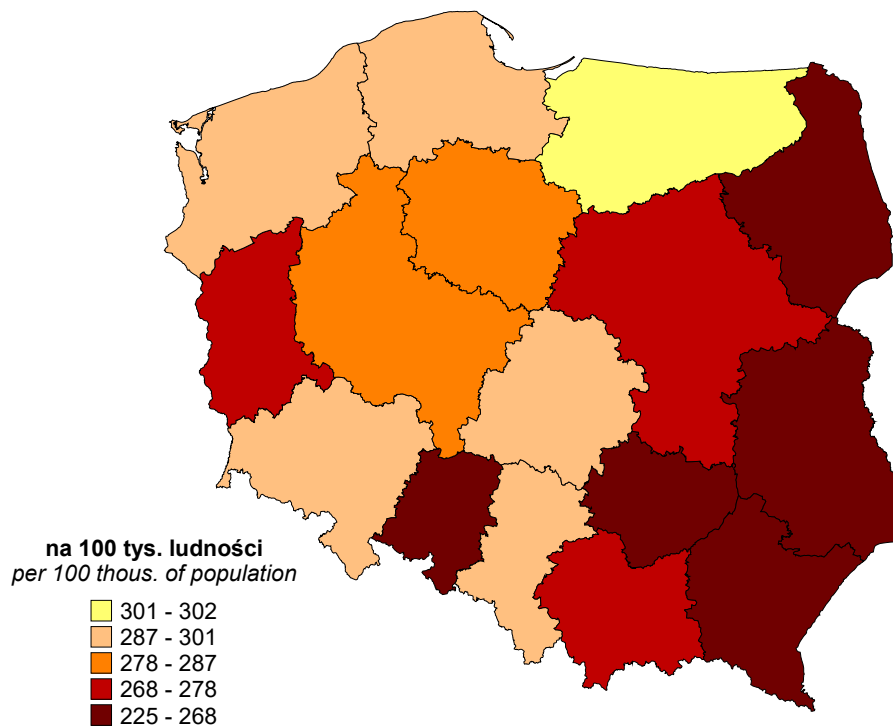 na 100 tys. ludności
per 100 thous. of population
301 - 302
287 - 301
278 - 287
268 - 278
225 - 268